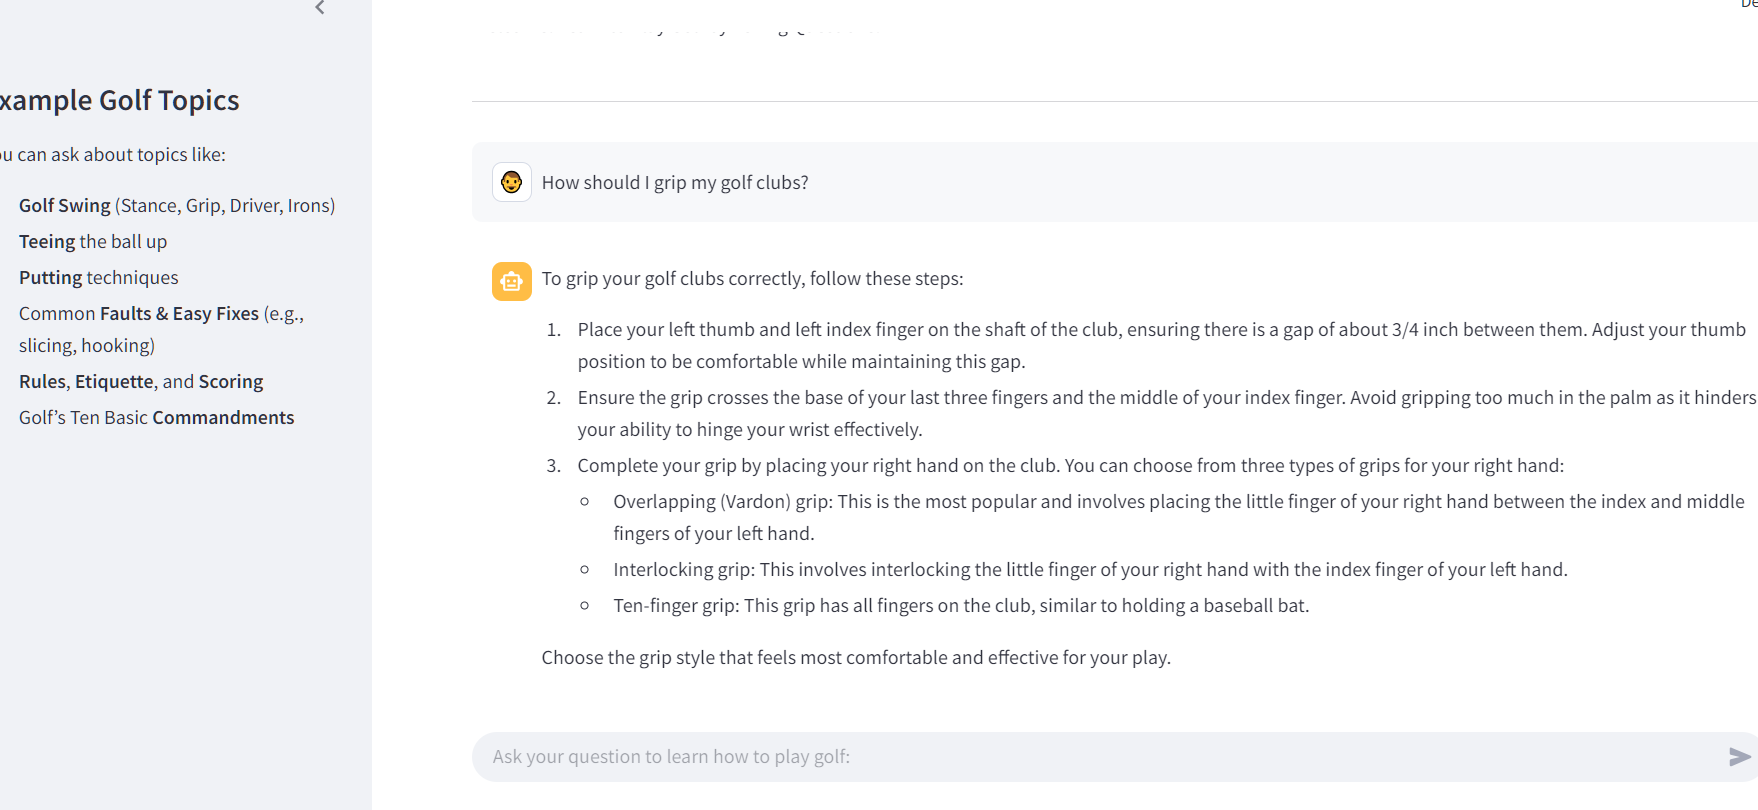 xample Golf Topics
ou can ask about topics like:
Golf Swing (Stance, Grip, Driver, Irons)
Teeing the ball up
Putting techniques
Common Faults & Easy Fixes (e.g.,
slicing, hooking)
Rules, Etiquette, and Scoring
Golf’s Ten Basic Commandments
De
How should I grip my golf clubs?
To grip your golf clubs correctly, follow these steps:
1. Place your left thumb and left index finger on the shaft of the club, ensuring there is a gap of about 3/4 inch between them. Adjust your thumb
position to be comfortable while maintaining this gap.
2. Ensure the grip crosses the base of your last three fingers and the middle of your index finger. Avoid gripping too much in the palm as it hinders
your ability to hinge your wrist effectively.
3. Complete your grip by placing your right hand on the club. You can choose from three types of grips for your right hand:
Overlapping (Vardon) grip: This is the most popular and involves placing the little finger of your right hand between the index and middle
fingers of your left hand.
Interlocking grip: This involves interlocking the little finger of your right hand with the index finger of your left hand.
Ten-finger grip: This grip has all fingers on the club, similar to holding a baseball bat.
Choose the grip style that feels most comfortable and effective for your play.
Ask your question to learn how to play golf: